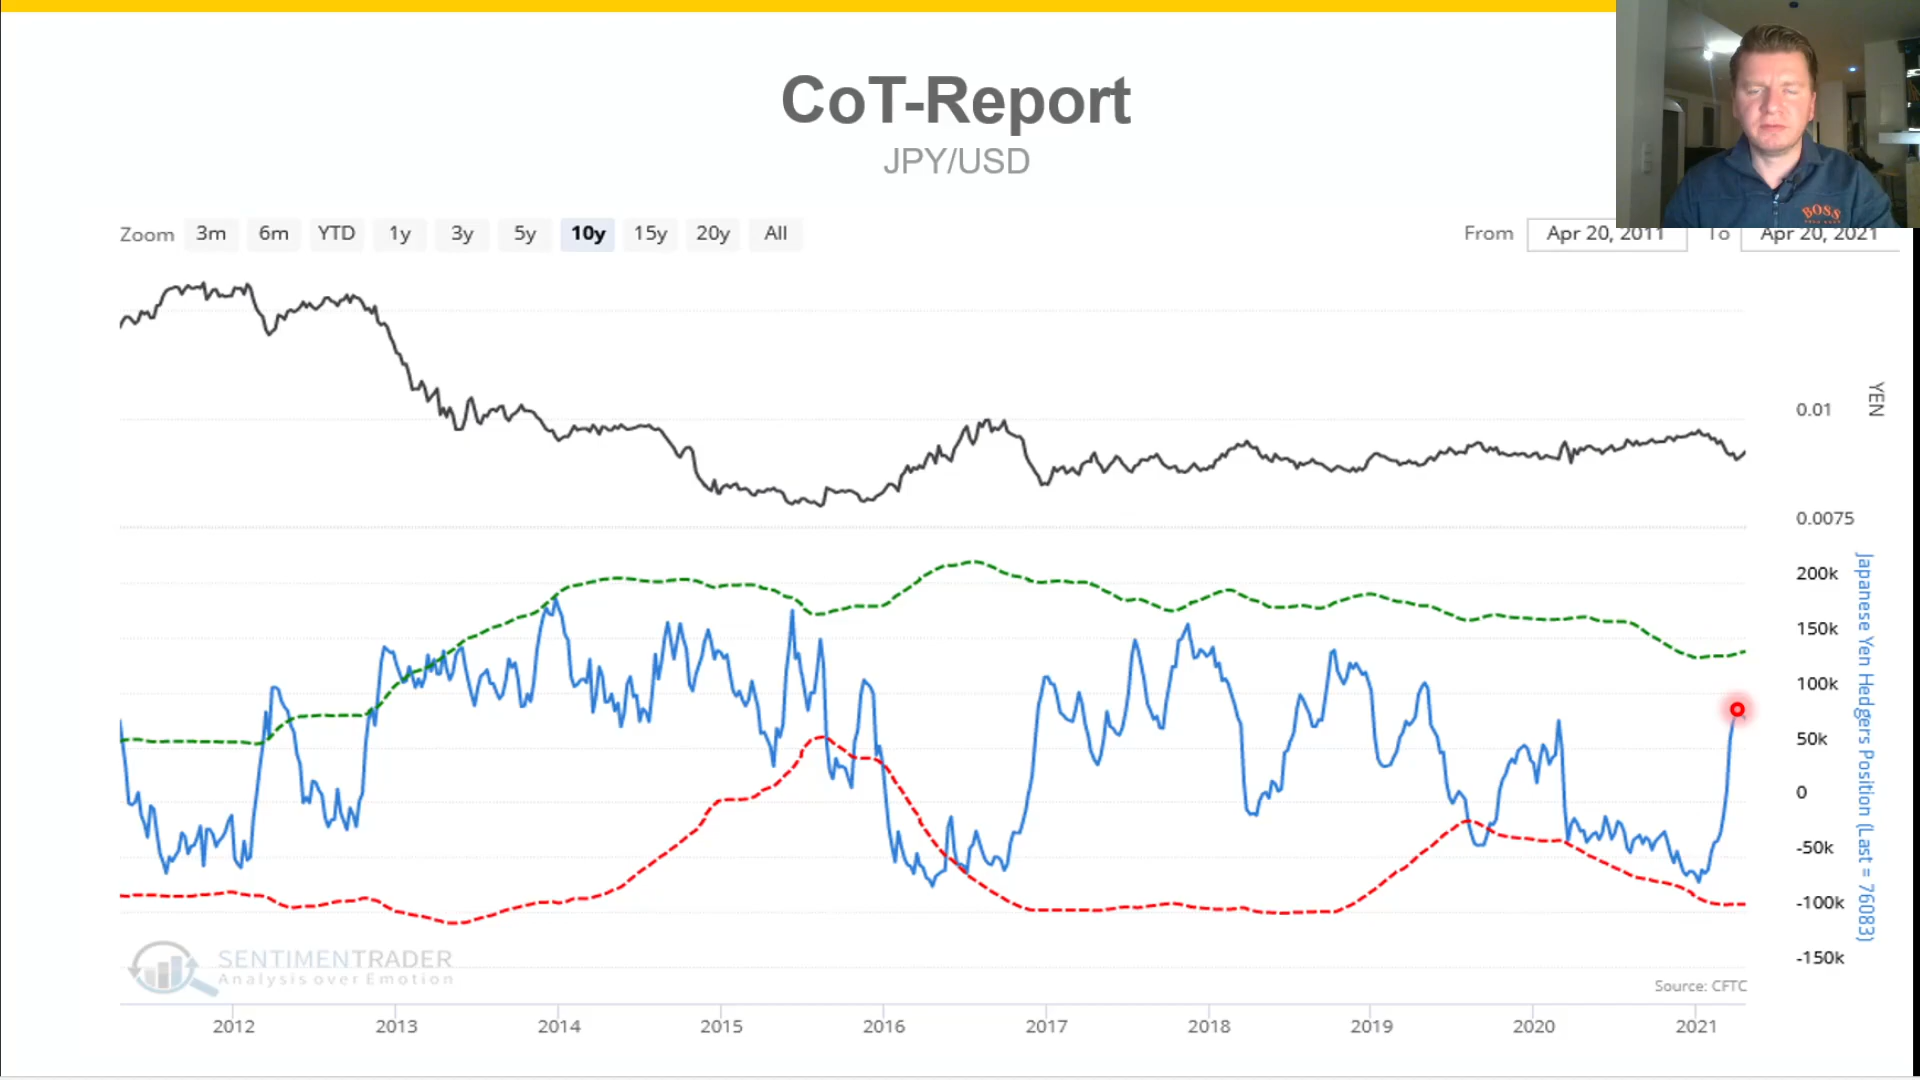 CoT-Report
JPY/USD
Zoom 3m 6m YTD 1y 3y 5y 10y 15y 20y All
From Apr 20, 2011 To Apr 20, 2021
YEN
0.01
0.0075
Japanese Yen Hedgers Position (Last = 76083)
200k
150k
100k
50k
0
-50k
-100k
-150k
SENTIMENTRADER
Analysis over Emotion
Source: CFTC
2012 2013 2014 2015 2016 2017 2018 2019 2020 2021
BOSS